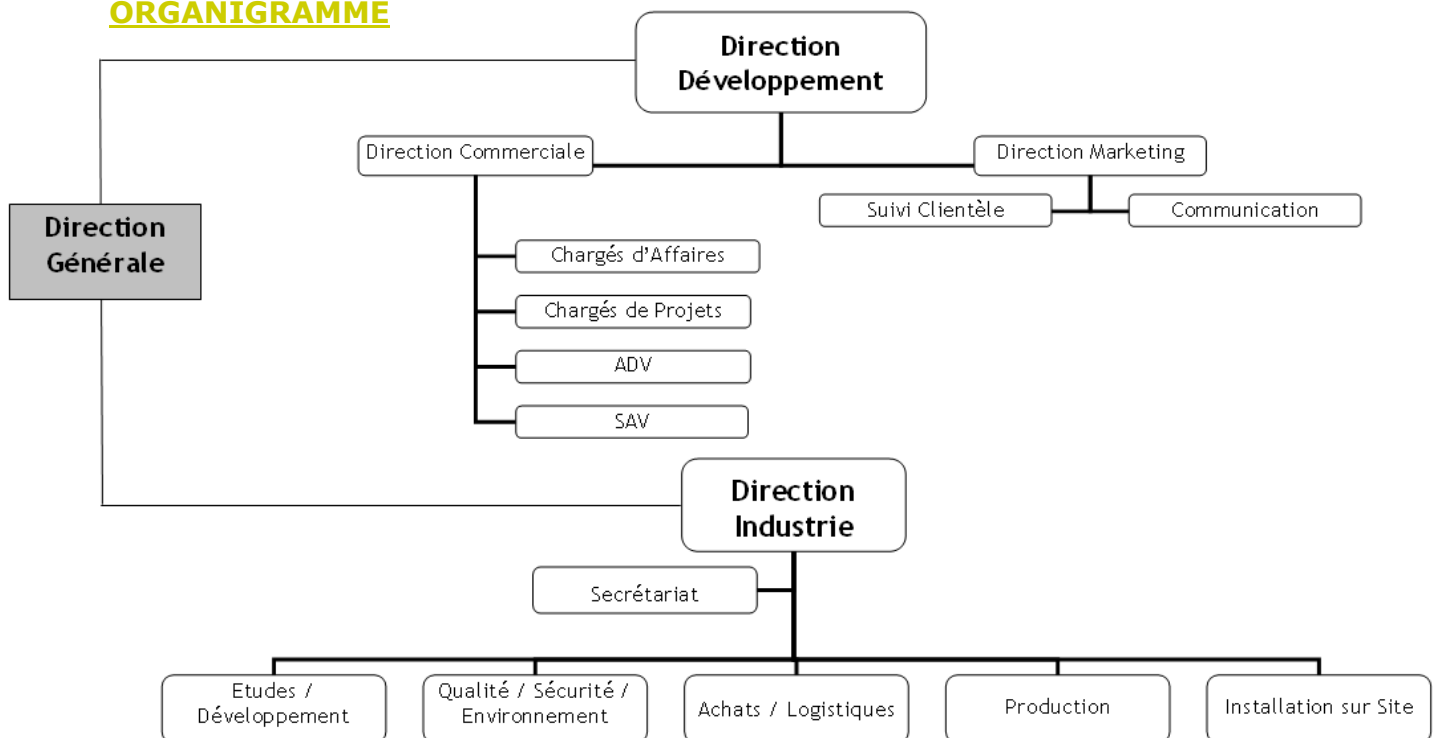 ORGANIGRAMME
Direction
Développement
Direction Commerciale
Direction Marketing
Suivi Clientèle
Communication
Direction
Générale
Chargés d'Affaires
Chargés de Projets
ADV
SAV
Direction
Industrie
Secrétariat
Etudes /
Développement
Qualité / Sécurité /
Environnement
Achats / Logistiques
Production
Installation sur Site